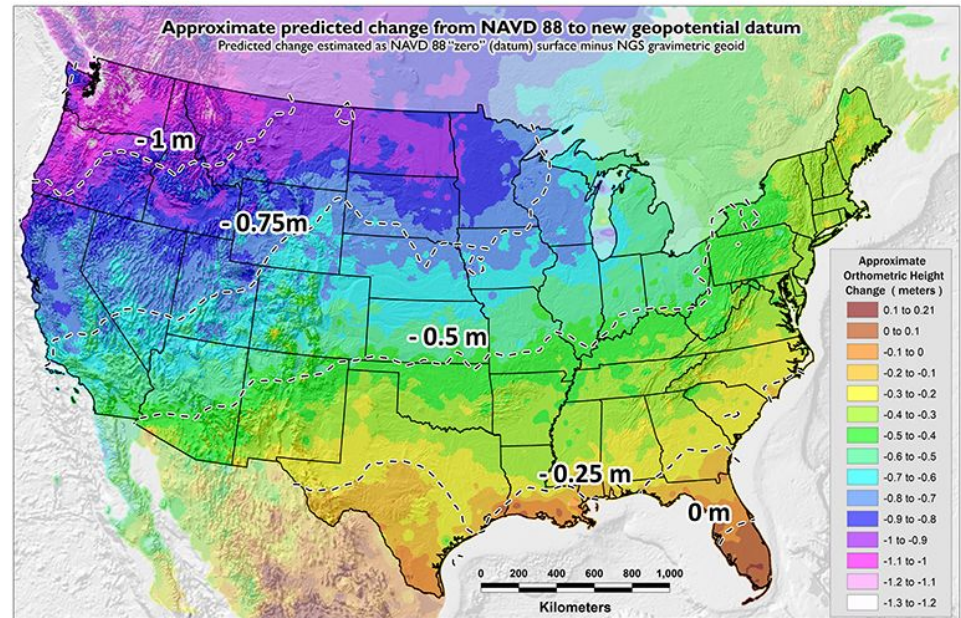 Approximate predicted change from NAVD 88 to new geopotential datum
Predicted change estimated as NAVD 88 "zero" (datum) surface minus NGS gravimetric geoid
- 1 m
- 0.75m
- 0.5 m
- 0.25 m
0 m
Approximate
Orthometric Height
Change ( meters )
0.1 to 0.21
0 to 0.1
-0.1 to 0
-0.2 to -0.1
-0.3 to -0.2
-0.4 to -0.3
-0.5 to -0.4
-0.6 to -0.5
-0.7 to -0.6
-0.8 to -0.7
-0.9 to -0.8
-1 to -0.9
-1.1 to -1
-1.2 to -1.1
-1.3 to -1.2
0 200 400 600 800 1,000
Kilometers